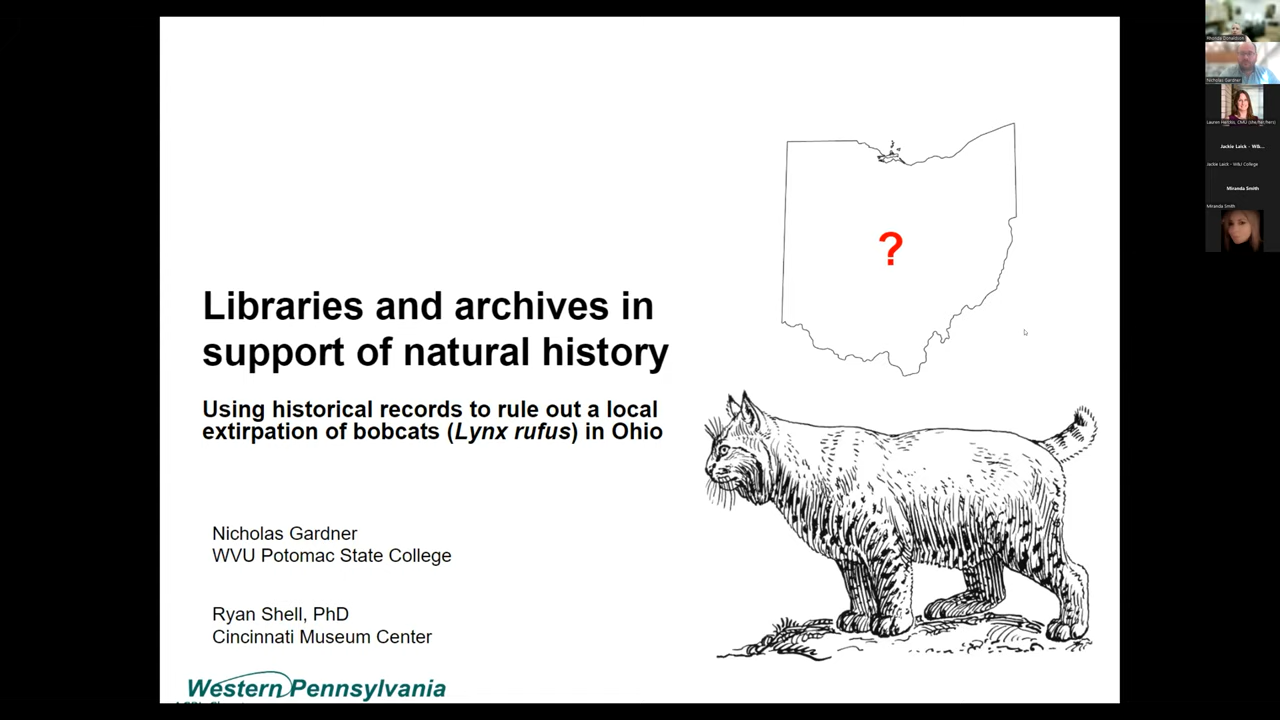 ?
Libraries and archives in
support of natural history
Using historical records to rule out a local
extirpation of bobcats (Lynx rufus) in Ohio
Nicholas Gardner
WVU Potomac State College
Ryan Shell, PhD
Cincinnati Museum Center
Western Pennsylvania
Nicholas Gardner
Jackie Laick - W&J College
Miranda Smith
Miranda Smith